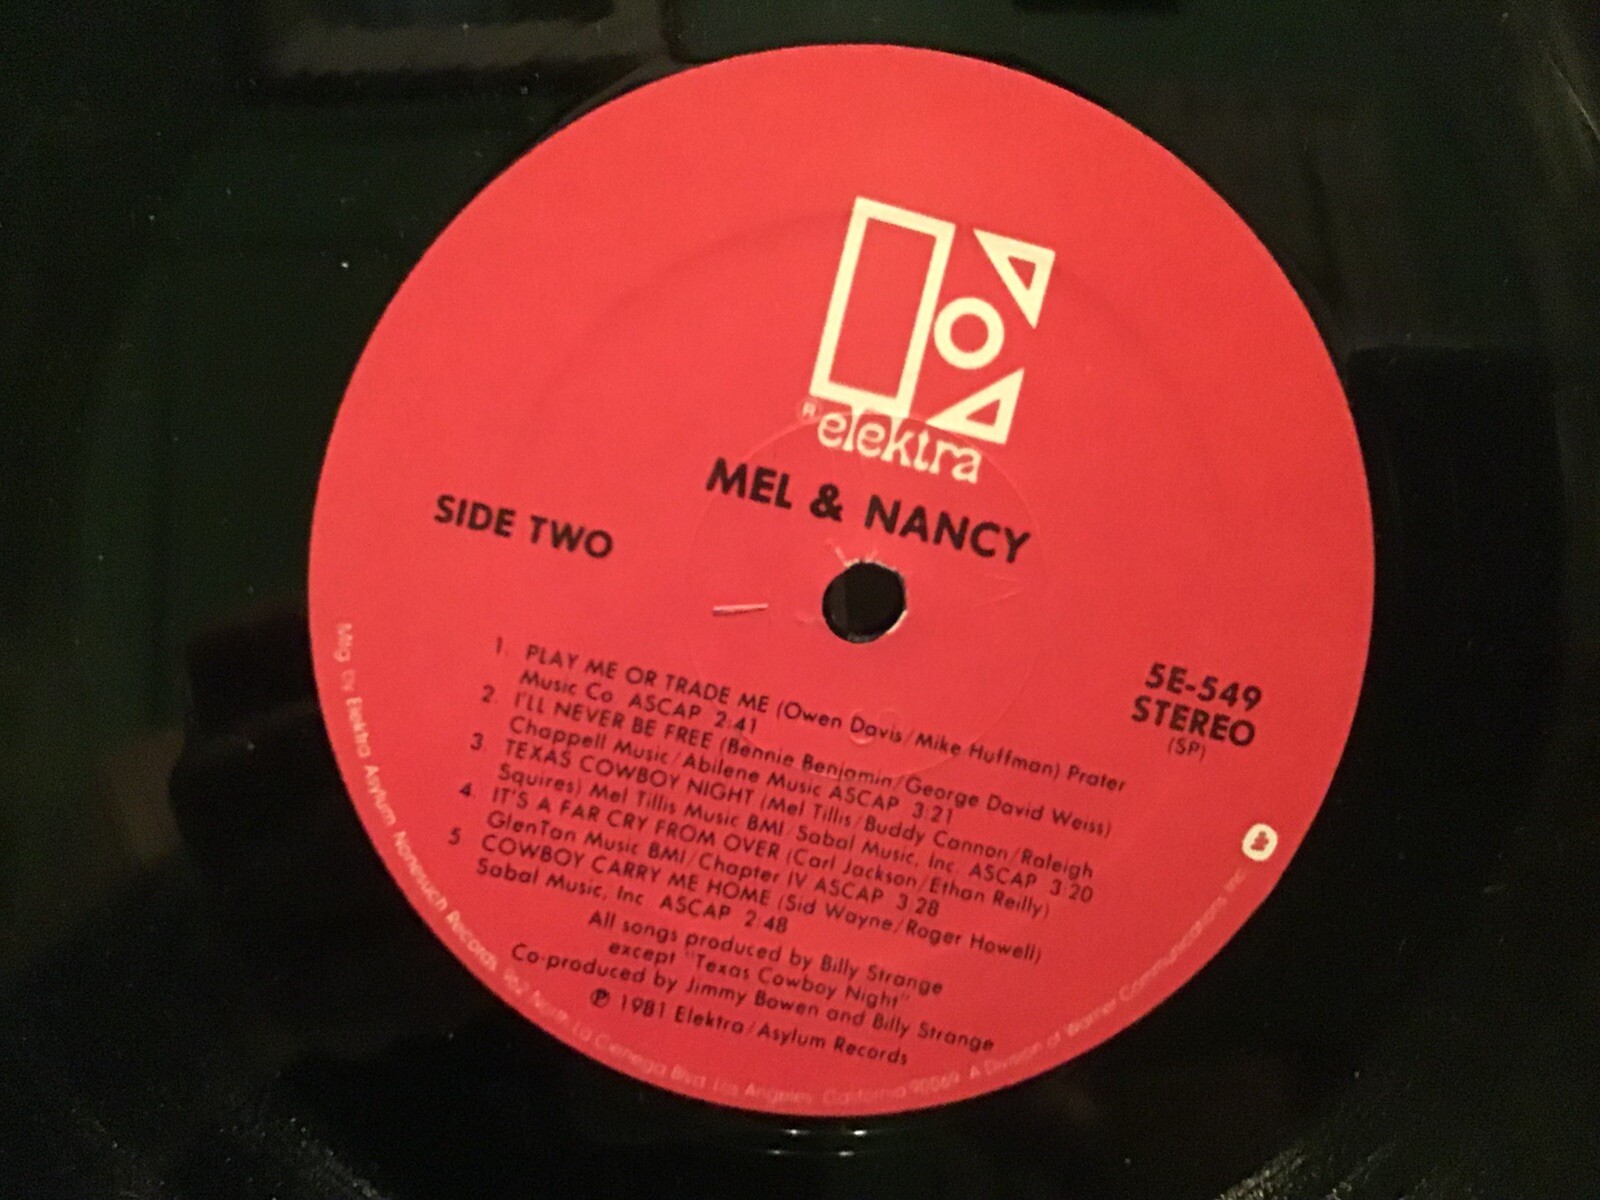 ® elektra
MEL & NANCY
SIDE TWO
5E-549
STEREO
(SP)
1. PLAY ME OR TRADE ME (Owen Davis/Mike Huffman) Prater
Music Co. ASCAP 2:41
2. I'LL NEVER BE FREE (Bennie Benjamin/George David Weiss)
Chappell Music/Abilene Music ASCAP 3:21
3. TEXAS COWBOY NIGHT (Mel Tillis/Buddy Cannon/Raleigh
Squires) Mel Tillis Music BMI/Sabal Music, Inc. ASCAP 3:20
4. IT'S A FAR CRY FROM OVER (Carl Jackson/Ethan Reilly)
GlenTan Music BMI/Chapter IV ASCAP 3:28
5 COWBOY CARRY ME HOME (Sid Wayne/Roger Howell)
Sabal Music, Inc. ASCAP 2:48
All songs produced by Billy Strange
except "Texas Cowboy Night"
Co-produced by Jimmy Bowen and Billy Strange
℗ 1981 Elektra/Asylum Records
Mfg. by Elektra/Asylum/Nonesuch Records, 962 North La Cienega Blvd. Los Angeles, California 90069. A Division of Warner Communications Inc.